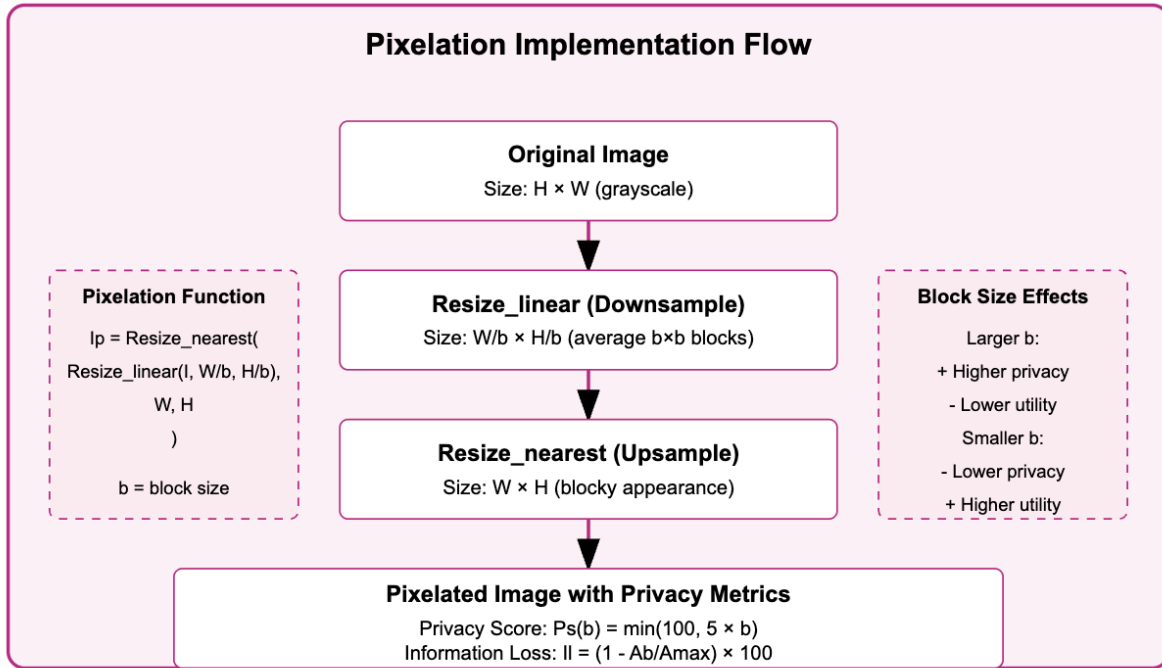 Pixelation Implementation Flow
Original Image
Size: H × W (grayscale)
Pixelation Function
Ip = Resize_nearest(
Resize_linear(I, W/b, H/b),
W, H
)
b = block size
Resize_linear (Downsample)
Size: W/b × H/b (average b×b blocks)
Resize_nearest (Upsample)
Size: W × H (blocky appearance)
Block Size Effects
Larger b:
+ Higher privacy
- Lower utility
Smaller b:
- Lower privacy
+ Higher utility
Pixelated Image with Privacy Metrics
Privacy Score: Ps(b) = min(100, 5 × b)
Information Loss: Il = (1 - Ab/Amax) × 100